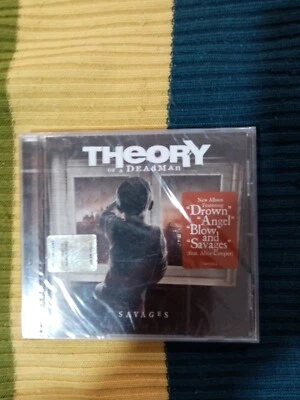 THEORY
OF A DEADMAN
New Album
Featuring
"Drown"
"Angel"
"Blow"
and
"Savages"
(feat. Alice Cooper)
SAVAGES